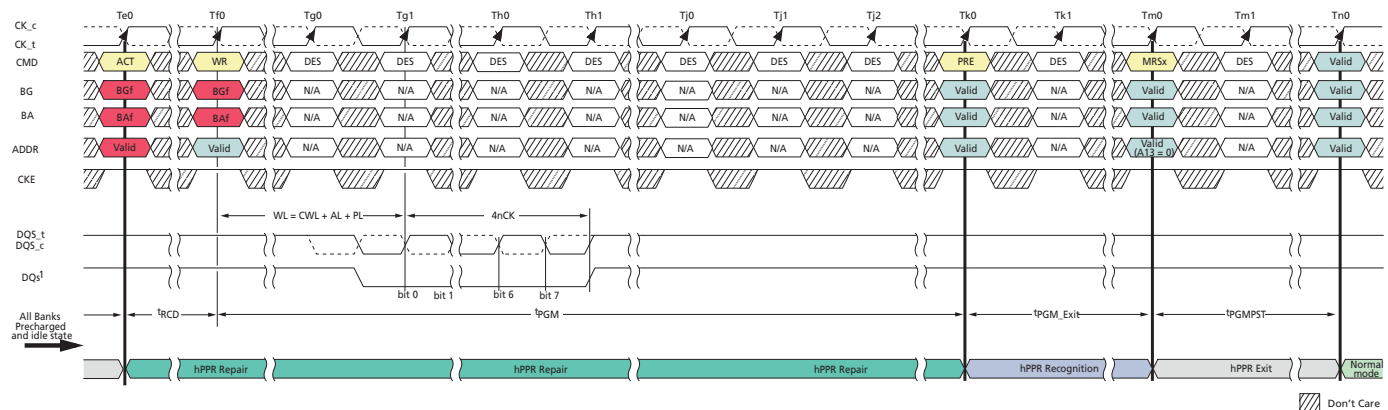 Te0 Tf0 Tg0 Tg1 Th0 Th1 Tj0 Tj1 Tj2 Tk0 Tk1 Tm0 Tm1 Tn0
CK_c
CK_t
CMD ACT WR DES DES DES DES DES DES DES PRE DES MRSx DES Valid
BG BGf BGf N/A N/A N/A N/A N/A N/A N/A Valid N/A Valid N/A Valid
BA BAf BAf N/A N/A N/A N/A N/A N/A N/A Valid N/A Valid N/A Valid
ADDR Valid Valid N/A N/A N/A N/A N/A N/A N/A Valid N/A Valid N/A Valid
(A13 = 0)
CKE
WL = CWL + AL + PL 4nCK
DQS_t
DQS_c
DQs1
bit 0 bit 1 bit 6 bit 7
All Banks
Precharged
and idle state
tRCD tPGM tPGM_Exit tPGMPST
hPPR Repair hPPR Repair hPPR Repair hPPR Recognition hPPR Exit Normal
mode
Don't Care